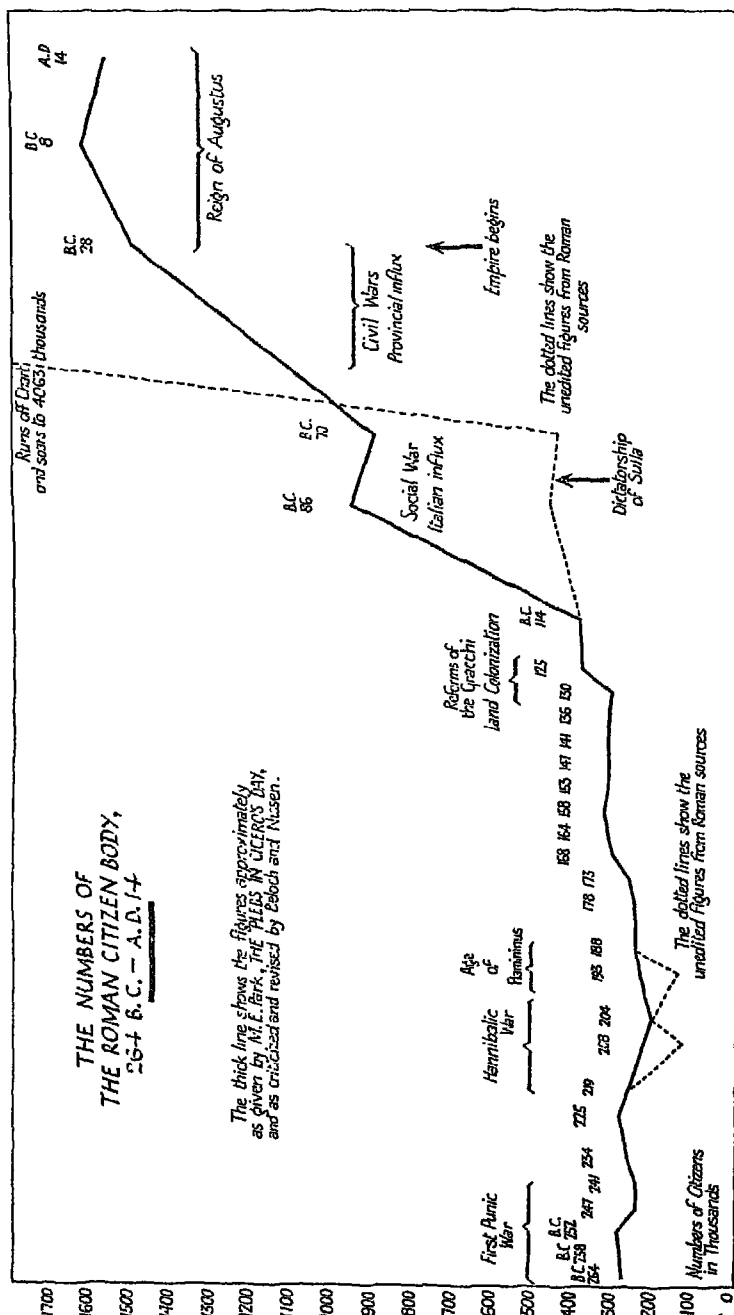 THE NUMBERS OF
THE ROMAN CITIZEN BODY,
264 B.C. – A.D. 14
The thick line shows the figures approximately
as given by M.E. Park, THE PLEBS IN CICERO'S DAY,
and as criticized and revised by Beloch and Nissen.
Runs off Chart
and soars to 4063 thousands
1700
1600
1500
1400
1300
1200
1100
1000
900
800
700
600
500
400
300
200
100
0
Numbers of Citizens
in Thousands
First Punic
War
B.C.
264
B.C.
258
B.C.
252
247
241
234
225
219
Hannibalic
War
208
204
Age
of
Flamininus
193
188
178
173
168
164
158
153
147
141
136
130
Reforms of
the Gracchi
Land Colonization
125
B.C.
114
B.C.
86
Social War
Italian influx
B.C.
70
Dictatorship
of Sulla
Civil Wars
Provincial influx
Empire begins
B.C.
28
B.C.
8
A.D
14
Reign of Augustus
The dotted lines show the
unedited figures from Roman
sources
The dotted lines show the
unedited figures from Roman sources